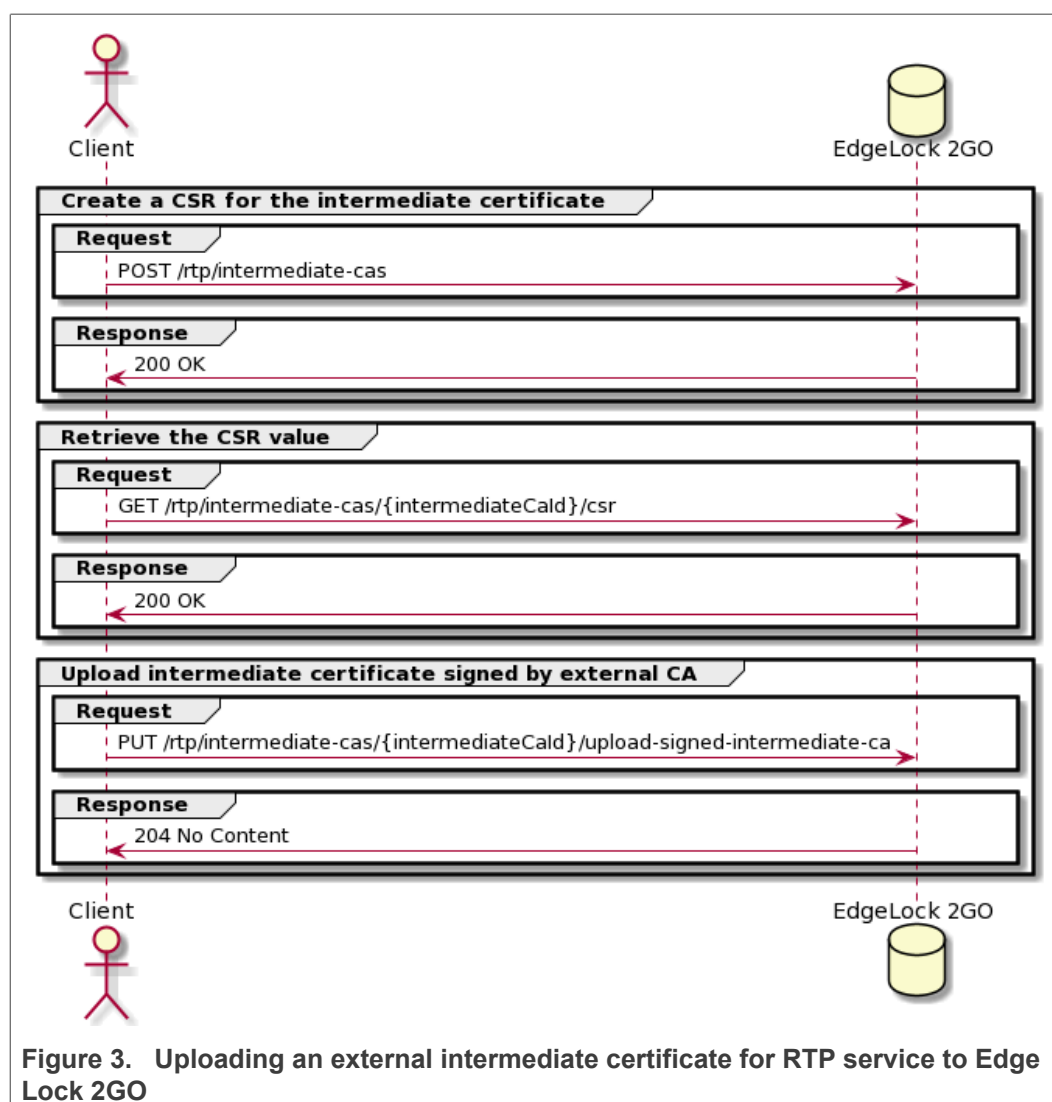 Client
EdgeLock 2GO
Create a CSR for the intermediate certificate
Request
POST /rtp/intermediate-cas
Response
200 OK
Retrieve the CSR value
Request
GET /rtp/intermediate-cas/{intermediateCaId}/csr
Response
200 OK
Upload intermediate certificate signed by external CA
Request
PUT /rtp/intermediate-cas/{intermediateCaId}/upload-signed-intermediate-ca
Response
204 No Content
Client
EdgeLock 2GO
Figure 3. Uploading an external intermediate certificate for RTP service to Edge
Lock 2GO